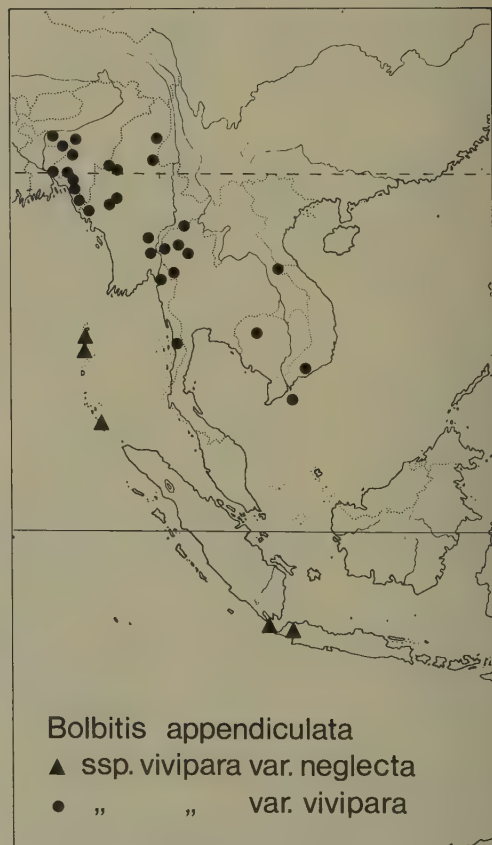 Bolbitis appendiculata
▲ ssp. vivipara var. neglecta
● „ „ var. vivipara